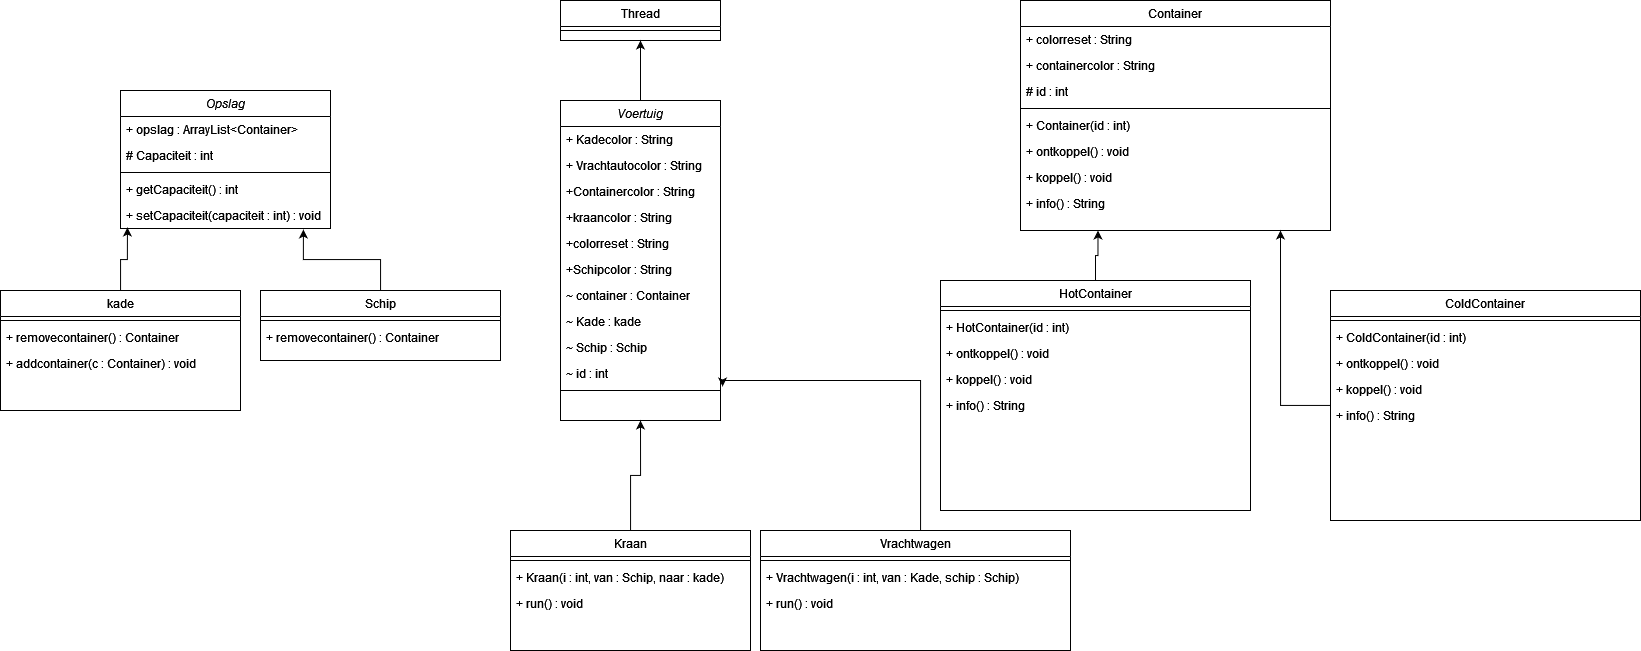 Thread
Container
+ colorreset : String
+ containercolor : String
# id : int
+ Container(id : int)
+ ontkoppel() : void
+ koppel() : void
+ info() : String
Opslag
+ opslag : ArrayList<Container>
# Capaciteit : int
+ getCapaciteit() : int
+ setCapaciteit(capaciteit : int) : void
Voertuig
+ Kadecolor : String
+ Vrachtautocolor : String
+Containercolor : String
+kraancolor : String
+colorreset : String
+Schipcolor : String
~ container : Container
~ Kade : kade
~ Schip : Schip
~ id : int
kade
+ removecontainer() : Container
+ addcontainer(c : Container) : void
Schip
+ removecontainer() : Container
HotContainer
+ HotContainer(id : int)
+ ontkoppel() : void
+ koppel() : void
+ info() : String
ColdContainer
+ ColdContainer(id : int)
+ ontkoppel() : void
+ koppel() : void
+ info() : String
Kraan
+ Kraan(i : int, van : Schip, naar : kade)
+ run() : void
Vrachtwagen
+ Vrachtwagen(i : int, van : Kade, schip : Schip)
+ run() : void